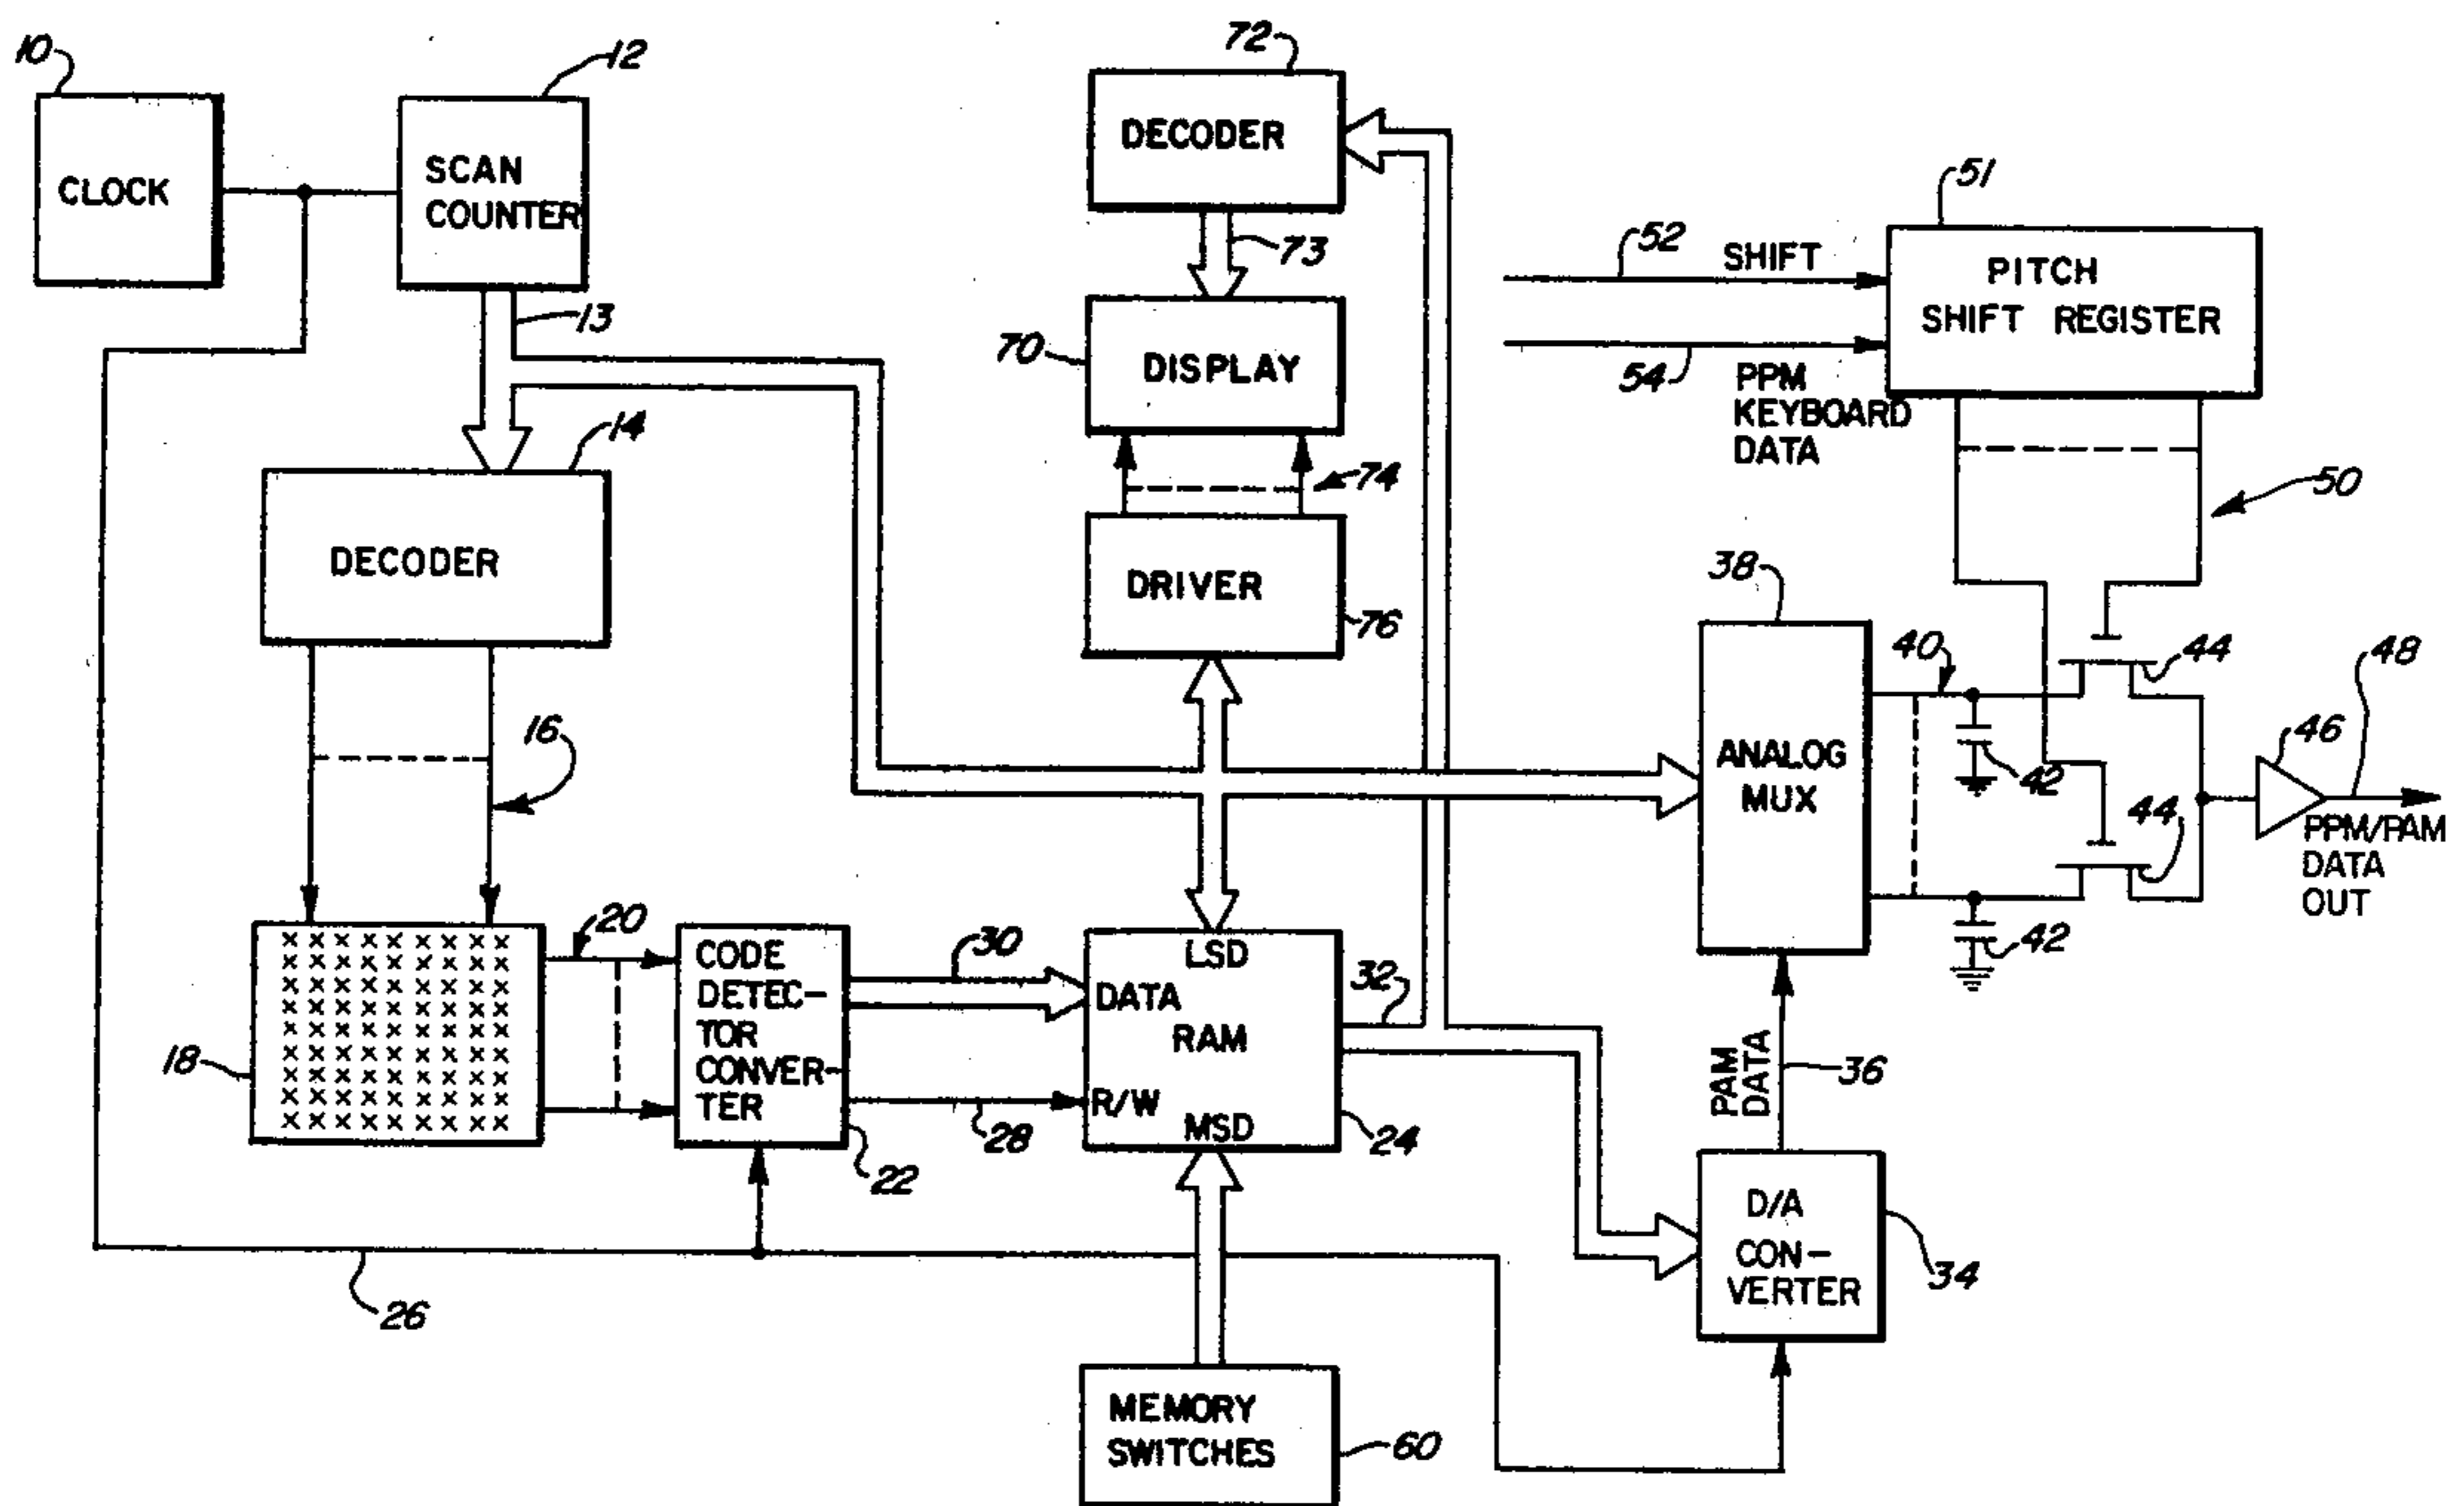 10
12
72
CLOCK
SCAN
COUNTER
DECODER
73
51
52
SHIFT
PITCH
SHIFT REGISTER
54
PPM
KEYBOARD
DATA
13
70
DISPLAY
14
74
50
DECODER
DRIVER
76
38
40
44
48
16
ANALOG
MUX
42
46
44
PPM/PAM
DATA
OUT
42
18
X X X X X X X X X
X X X X X X X X X
X X X X X X X X X
X X X X X X X X X
X X X X X X X X X
X X X X X X X X X
X X X X X X X X X
X X X X X X X X X
X X X X X X X X X
20
CODE
DETEC-
TOR
CONVER-
TER
22
30
28
LSD
DATA
RAM
R/W
MSD
24
32
PAM
DATA
36
D/A
CON-
VERTER
34
26
MEMORY
SWITCHES
60